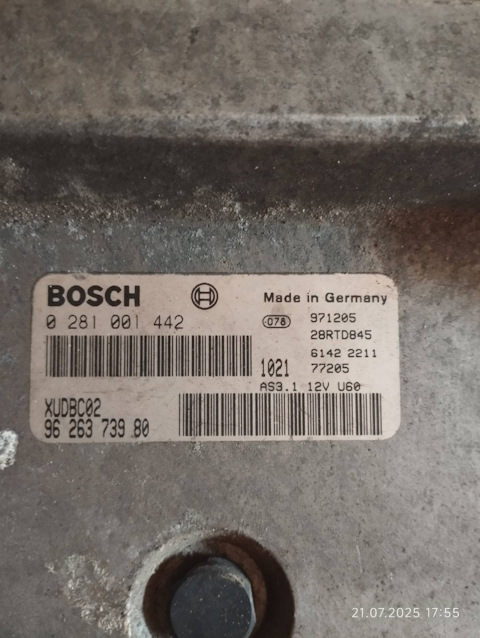 BOSCH
Made in Germany
0 281 001 442
078
971205
28RTD845
6142 2211
1021 77205
AS3.1 12V U60
XUDBC02
96 263 739 80
21.07.2025 17:55